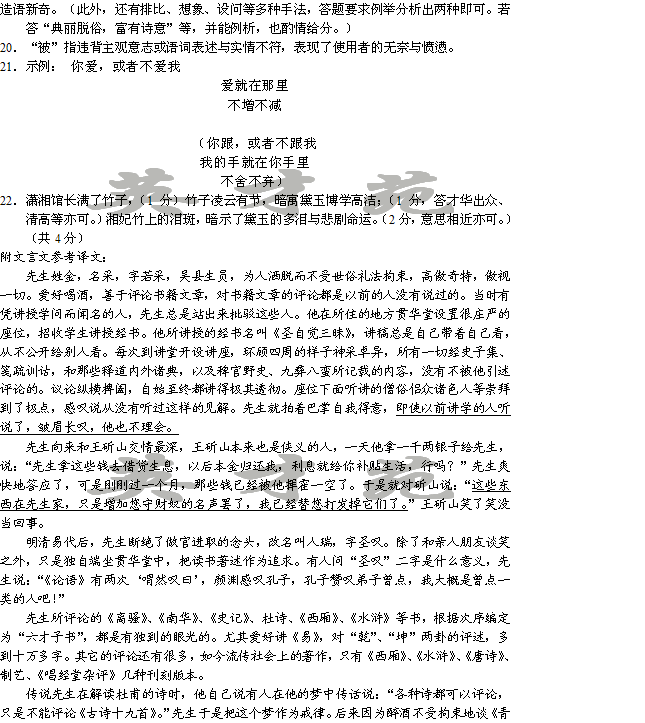 造语新奇。（此外，还有排比、想象、设问等多种手法，答题要求例举分析出两种即可。若
答“典丽脱俗，富有诗意”等，并能例析，也酌情给分。）
20．“被”指违背主观意志或语词表述与实情不符，表现了使用者的无奈与愤懑。
21．示例： 你爱，或者不爱我
爱就在那里
不增不减
（你跟，或者不跟我
我的手就在你手里
不舍不弃）
22．潇湘馆长满了竹子，（1 分）竹子凌云有节，暗寓黛玉博学高洁；（1 分，答才华出众、
清高等亦可。）湘妃竹上的泪斑，暗示了黛玉的多泪与悲剧命运。（2 分，意思相近亦可。）
（共 4 分）
附文言文参考译文：
先生姓金，名采，字若采，吴县生员，为人洒脱而不受世俗礼法拘束，高傲奇特，傲视
一切。爱好喝酒，善于评论书籍文章，对书籍文章的评论都是以前的人没有说过的。当时有
凭讲授学问而闻名的人，先生总是站出来批驳这些人。他在所住的地方贯华堂设置很庄严的
座位，招收学生讲授经书。他所讲授的经书名叫《圣自觉三昧》，讲稿总是自己带着自己看，
从不公开给别人看。每次到讲堂开设讲座，环顾四周的样子神采卓异，所有一切经史子集、
笺疏训诂，和那些释道内外诸典，以及稗官野史、九彝八蛮所记载的内容，没有不被他引述
评论的。议论纵横捭阖，自始至终都讲得极其透彻。座位下面听讲的僧俗侣众诸色人等崇拜
到了极点，感叹说从没有听过这样的见解。先生就拍着巴掌自我得意，即使以前讲学的人听
说了，皱眉长叹，他也不理会。
先生向来和王斫山交情最深，王斫山本来也是侠义的人，一天他拿一千两银子给先生，
说：“先生拿这些钱去借贷生息，以后本金归还我，利息就给你补贴生活，行吗？”先生爽
快地答应了，可是刚刚过一个月，那些钱已经被他挥霍一空了。于是就对斫山说：“这些东
西在先生家，只是增加您守财奴的名声罢了，我已经替您打发掉它们了。”王斫山笑了笑没
当回事。
明清易代后，先生断绝了做官进取的念头，改名叫人瑞，字圣叹。除了和亲人朋友谈笑
之外，只是独自端坐贯华堂中，把读书著述作为追求。有人问“圣叹”二字是什么意义，先
生说：“《论语》有两次‘喟然叹曰’，颜渊感叹孔子，孔子赞叹弟子曾点，我大概是曾点一
类的人吧！”
先生所评论的《离骚》、《南华》、《史记》、杜诗、《西厢》、《水浒》等书，根据次序编定
为“六才子书”，都是有独到的眼光的。尤其爱好讲《易》，对“乾”、“坤”两卦的评述，多
到十万多字。其它的评论还有很多，如今流传社会上的著作，只有《西厢》、《水浒》、《唐诗》、
制艺、《唱经堂杂评》几种刊刻版本。
传说先生在解读杜甫的诗时，他自己说有人在他的梦中传话说：“各种诗都可以评论，
只是不能评论《古诗十九首》。”先生于是把这个梦作为戒律。后来因为醉酒不受拘束地谈《青